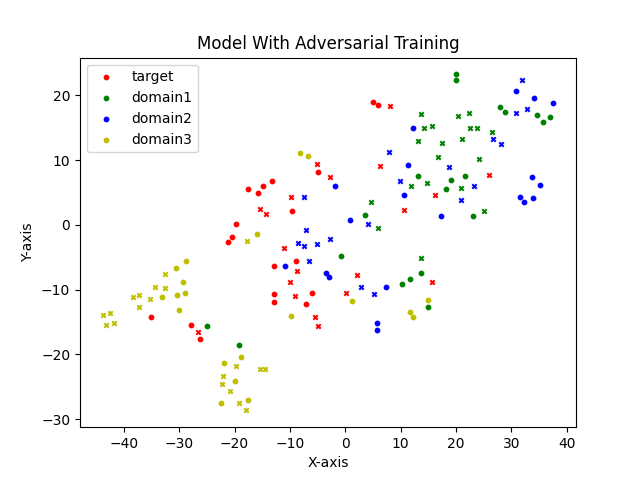 Model With Adversarial Training
target
domain1
domain2
domain3
20
10
0
−10
−20
−30
Y-axis
−40 −30 −20 −10 0 10 20 30 40
X-axis